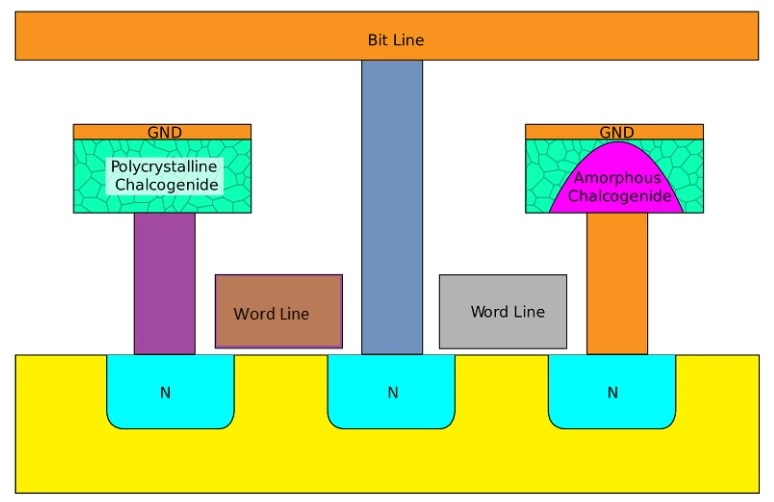 Bit Line
GND
GND
Polycrystalline
Chalcogenide
Amorphous
Chalcogenide
Word Line
Word Line
N
N
N